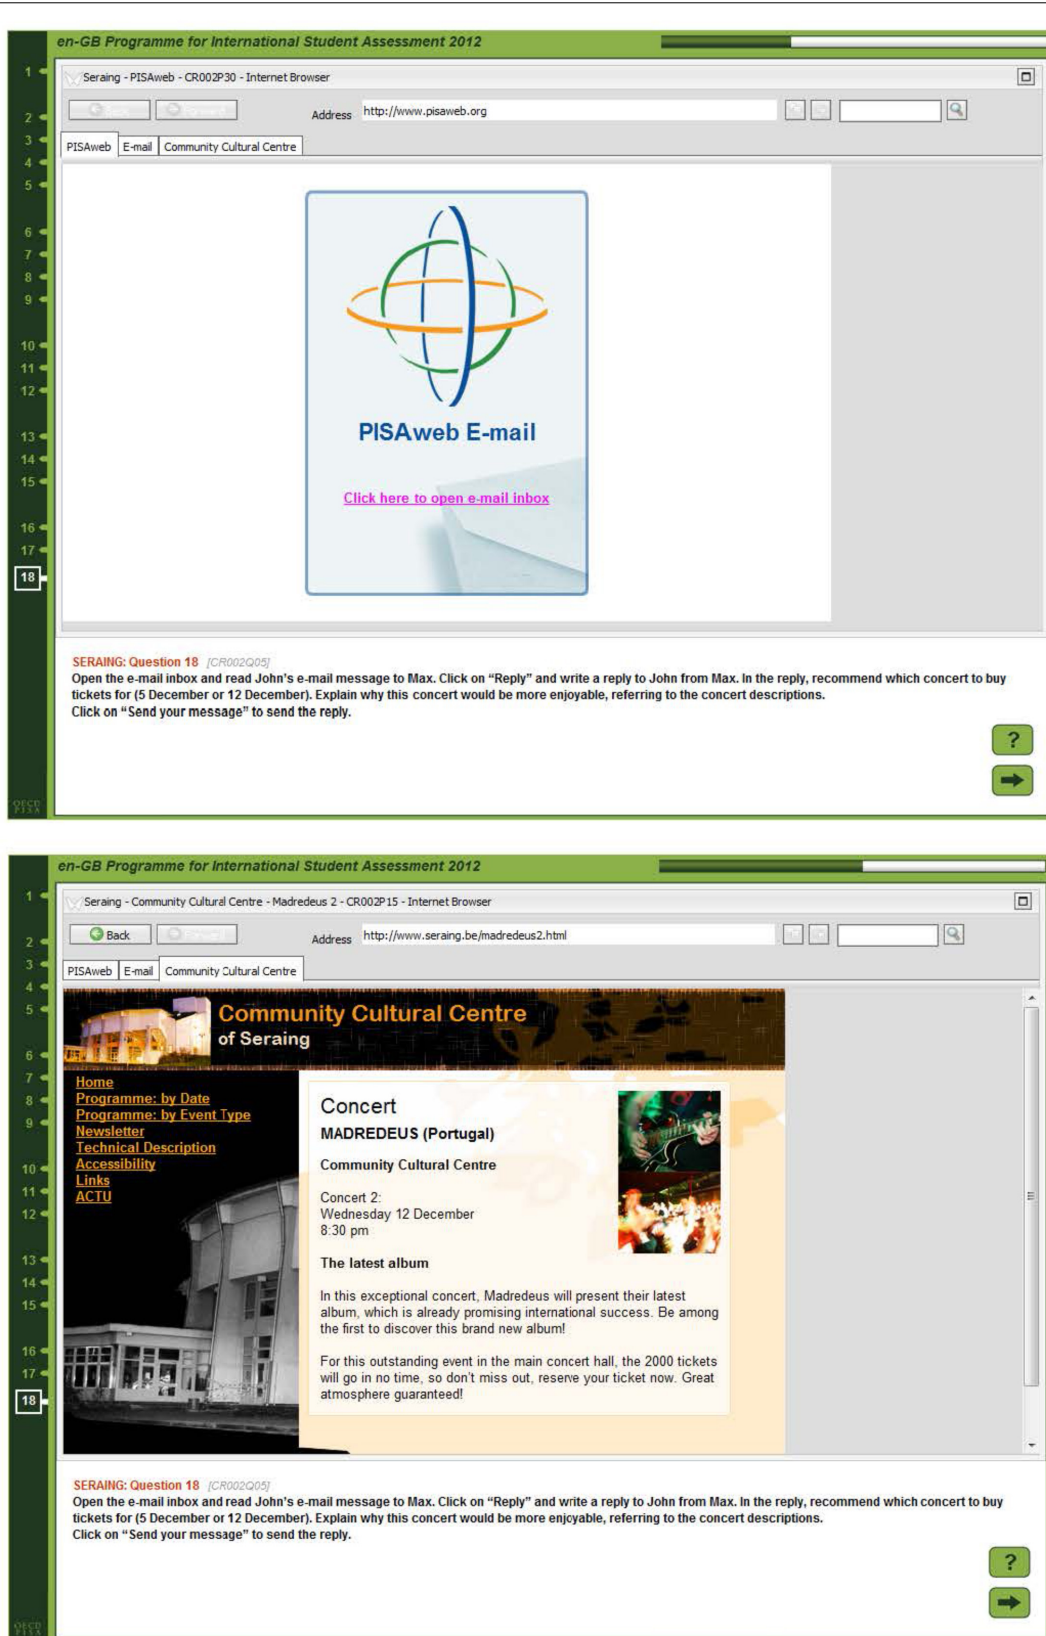 en-GB Programme for International Student Assessment 2012
Seraing - PISAweb - CR002P30 - Internet Browser
Address http://www.pisaweb.org
PISAweb E-mail Community Cultural Centre
1
2
3
4
5
6
7
8
9
10
11
12
13
14
15
16
17
18
PISAweb E-mail
Click here to open e-mail inbox
SERAING: Question 18 [CR002Q05]
Open the e-mail inbox and read John's e-mail message to Max. Click on “Reply” and write a reply to John from Max. In the reply, recommend which concert to buy
tickets for (5 December or 12 December). Explain why this concert would be more enjoyable, referring to the concert descriptions.
Click on “Send your message” to send the reply.
?
OECD
PISA
en-GB Programme for International Student Assessment 2012
Seraing - Community Cultural Centre - Madredeus 2 - CR002P15 - Internet Browser
Back
Address http://www.seraing.be/madredeus2.html
PISAweb E-mail Community Cultural Centre
1
2
3
4
5
6
7
8
9
10
11
12
13
14
15
16
17
18
Community Cultural Centre
of Seraing
Home
Programme: by Date
Programme: by Event Type
Newsletter
Technical Description
Accessibility
Links
ACTU
Concert
MADREDEUS (Portugal)
Community Cultural Centre
Concert 2:
Wednesday 12 December
8:30 pm
The latest album
In this exceptional concert, Madredeus will present their latest
album, which is already promising international success. Be among
the first to discover this brand new album!
For this outstanding event in the main concert hall, the 2000 tickets
will go in no time, so don't miss out, reserve your ticket now. Great
atmosphere guaranteed!
SERAING: Question 18 [CR002Q05]
Open the e-mail inbox and read John's e-mail message to Max. Click on “Reply” and write a reply to John from Max. In the reply, recommend which concert to buy
tickets for (5 December or 12 December). Explain why this concert would be more enjoyable, referring to the concert descriptions.
Click on “Send your message” to send the reply.
?
OECD
PISA